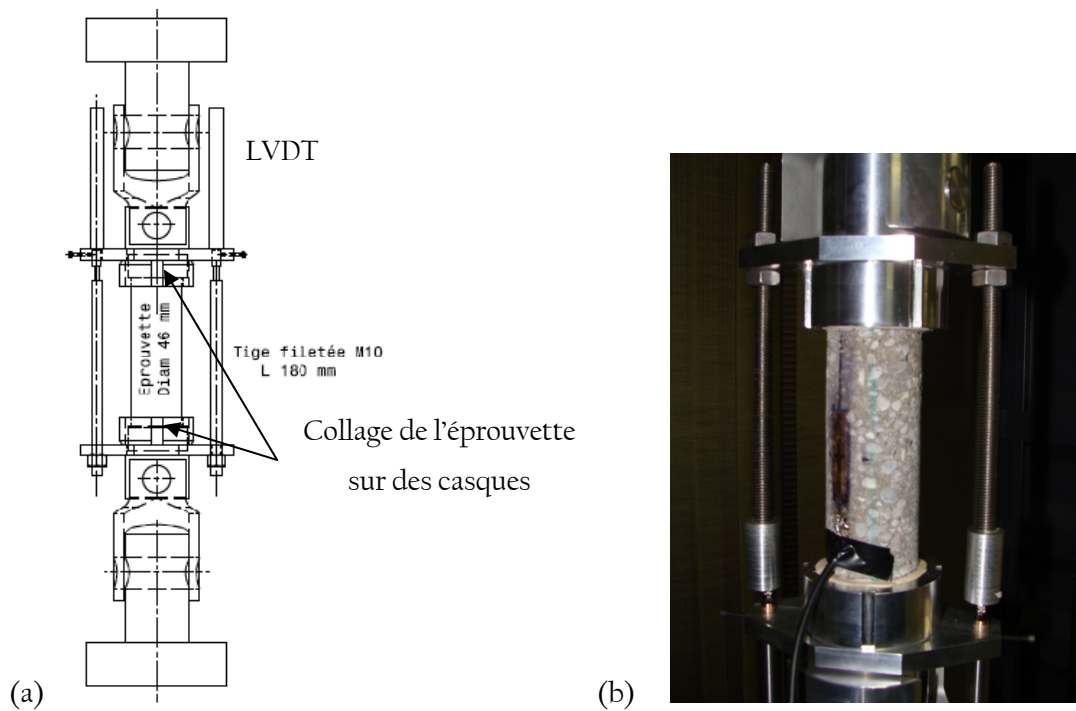 LVDT
Eprouvette
Diam 46 mm
Tige filetée M10
L 180 mm
Collage de l'éprouvette
sur des casques
(a)
(b)